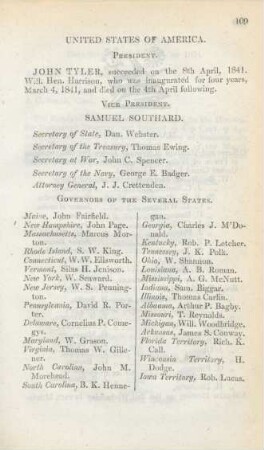 109
UNITED STATES OF AMERICA.
PRESIDENT.
JOHN TYLER, succeeded on the 8th April, 1841.
Will. Hen. Harrison, who was inaugurated for four years,
March 4, 1841, and died on the 4th April following.
VICE PRESIDENT.
SAMUEL SOUTHARD.
Secretary of State, Dan. Webster.
Secretary of the Treasury, Thomas Ewing.
Secretary at War, John C. Spencer.
Secretary of the Navy, George E. Badger.
Attorney General, J. J. Crettenden.
GOVERNORS OF THE SEVERAL STATES.
Maine, John Fairfield.
New Hampshire, John Page.
Massachusetts, Marcus Mor-
ton.
Rhode Island, S. W. King.
Connecticut, W. W. Ellsworth.
Vermont, Silas H. Jenison.
New York, W. Seward.
New Jersey, W. S. Penning-
ton.
Pennsylvania, David R. Por-
ter.
Delaware, Cornelius P. Come-
gys.
Maryland, W. Grason.
Virginia, Thomas W. Gille-
ner.
North Carolina, John M.
Morehead.
South Carolina, B. K. Henne-
gan.
Georgia, Charles J. M'Do-
nald.
Kentucky, Rob. P. Letcher.
Tennessee, J. K. Polk.
Ohio, W. Shannon.
Louisiana, A. B. Roman.
Mississippi, A. G. McNutt.
Indiana, Sam. Biggar.
Illinois, Thomas Carlin.
Alabama, Arthur P. Bagby.
Missouri, T. Reynolds.
Michigan, Will. Woodbridge.
Arkansas, James S. Conway.
Florida Territory, Rich. K.
Call.
Wisconsin Territory, H.
Dodge.
Iowa Territory, Rob. Lucas.